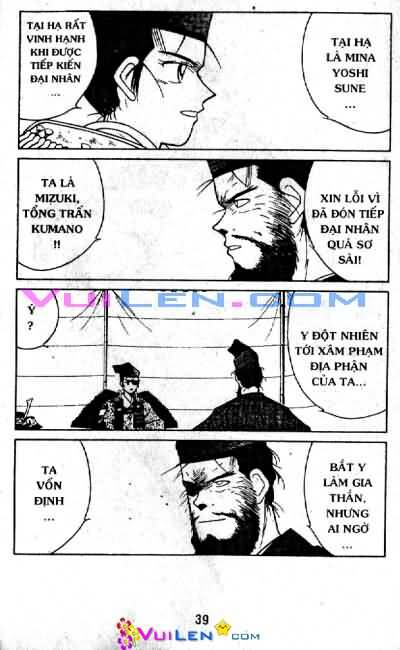 TẠI HẠ
LÀ MINA
YOSHI
SUNE
...
TẠI HẠ RẤT
VINH HẠNH
KHI ĐƯỢC
TIẾP KIẾN
ĐẠI NHÂN
...
XIN LỖI VÌ
ĐÃ ĐÓN TIẾP
ĐẠI NHÂN
QUÁ SƠ
SÀI!!
TA LÀ
MIZUKI,
TỔNG TRẤN
KUMANO
!!
Y ĐỘT NHIÊN
TỚI XÂM PHẠM
ĐỊA PHẬN
CỦA TA...
Ý
?
VUILEN.COM
BẮT Y
LÀM GIA
THẦN,
NHƯNG
AI NGỜ
...
TA
VỐN
ĐỊNH
...
39
VUILEN.COM